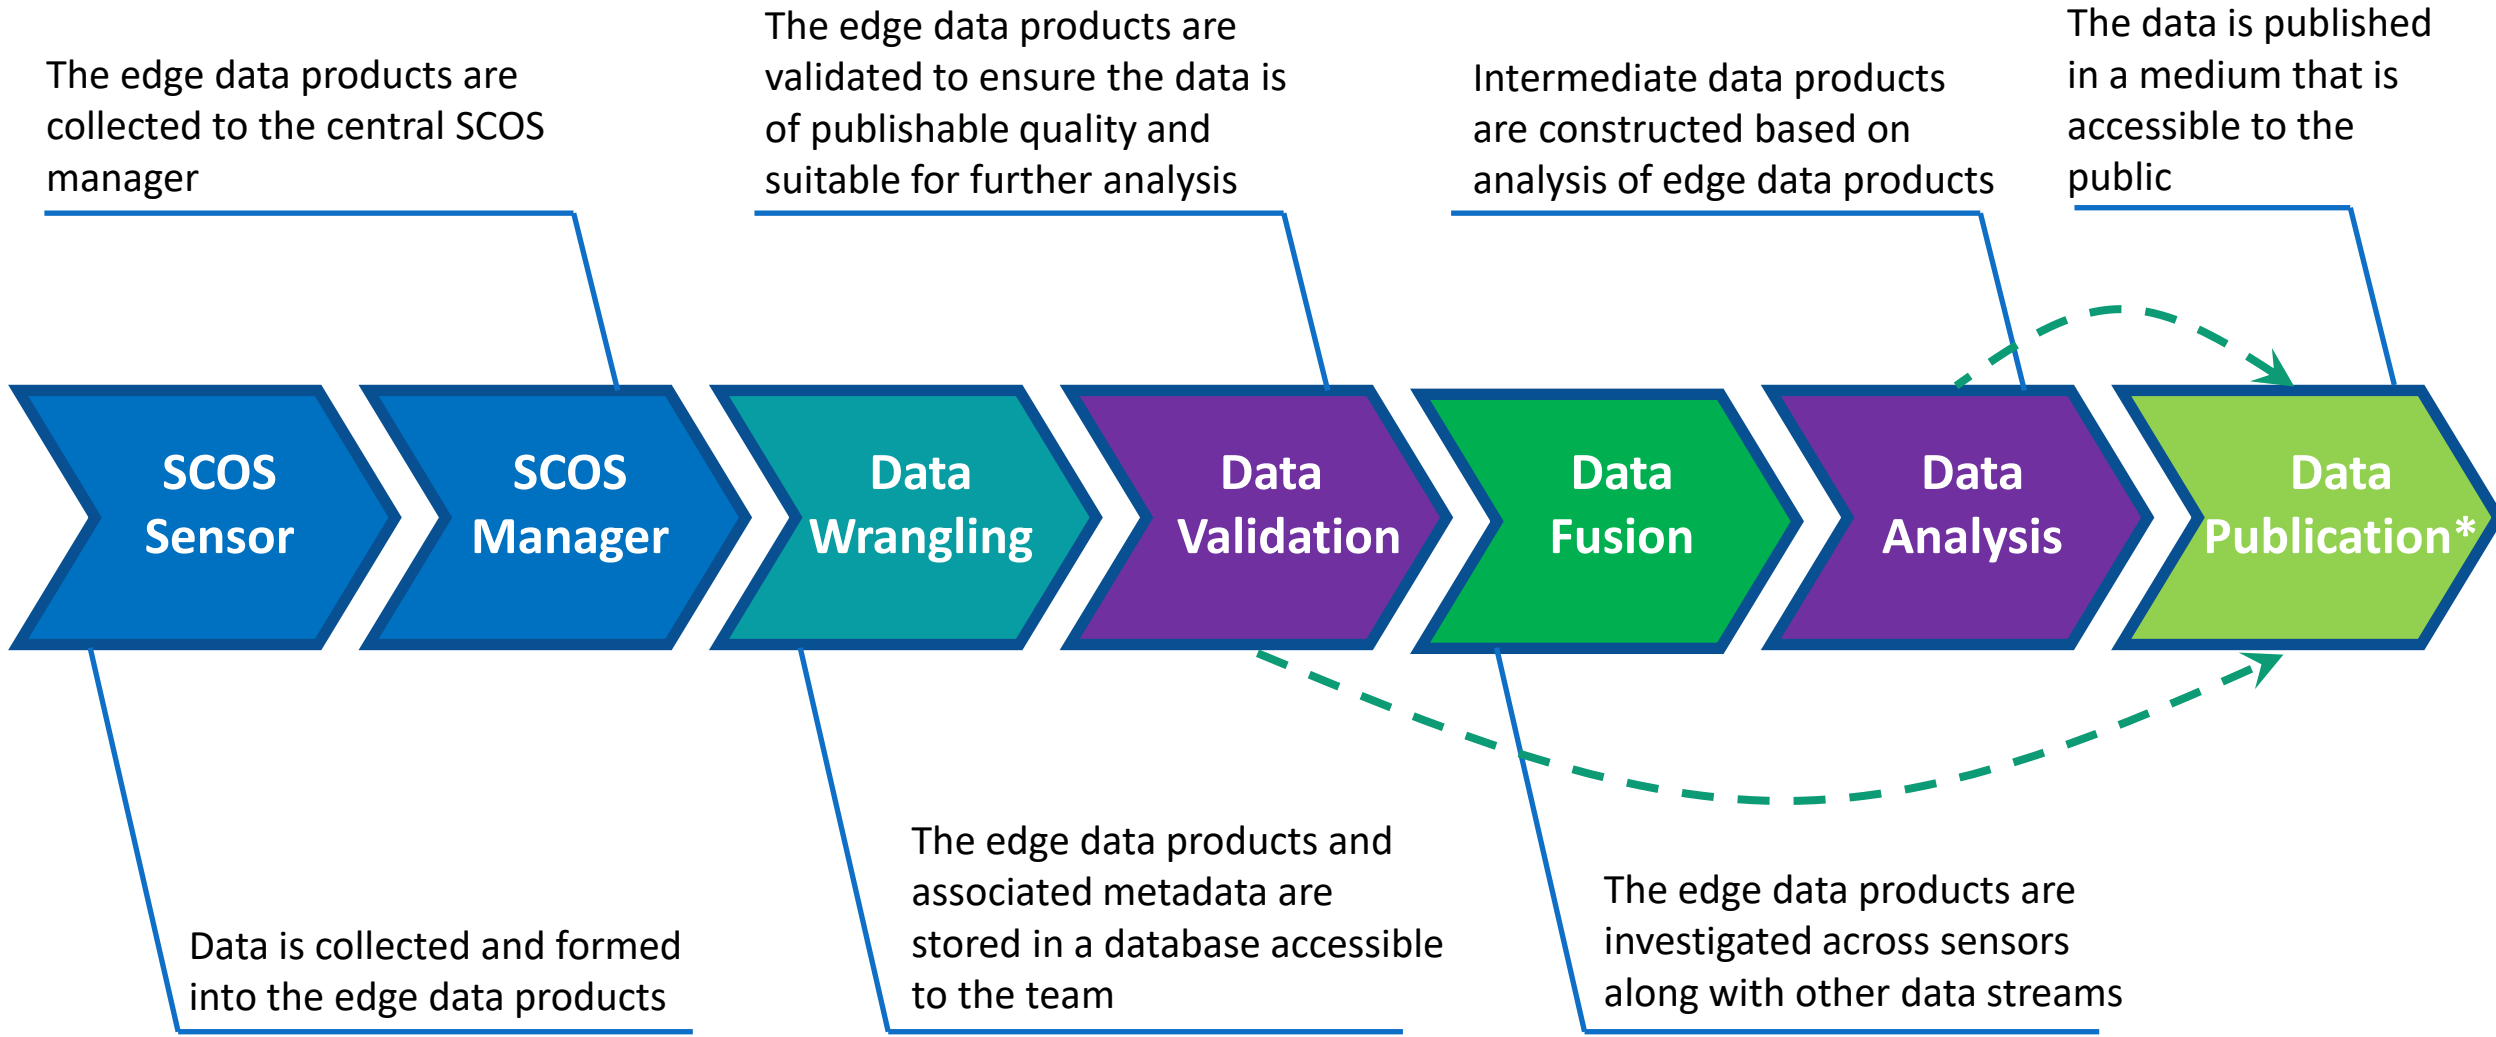 The edge data products are
collected to the central SCOS
manager
The edge data products are
validated to ensure the data is
of publishable quality and
suitable for further analysis
Intermediate data products
are constructed based on
analysis of edge data products
The data is published
in a medium that is
accessible to the
public
SCOS
Sensor
SCOS
Manager
Data
Wrangling
Data
Validation
Data
Fusion
Data
Analysis
Data
Publication*
Data is collected and formed
into the edge data products
The edge data products and
associated metadata are
stored in a database accessible
to the team
The edge data products are
investigated across sensors
along with other data streams